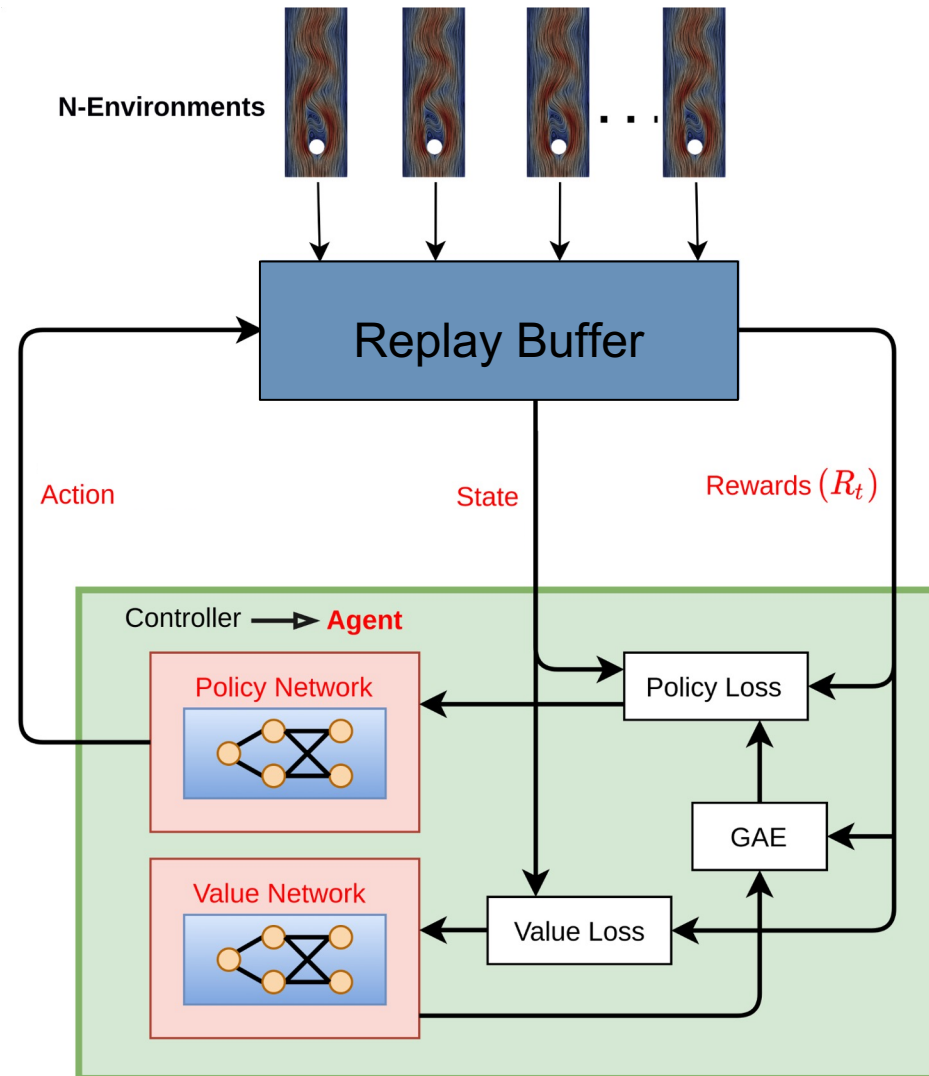 N-Environments
. . .
Replay Buffer
Action
State
Rewards (R_t)
Controller Agent
Policy Network
Policy Loss
GAE
Value Network
Value Loss